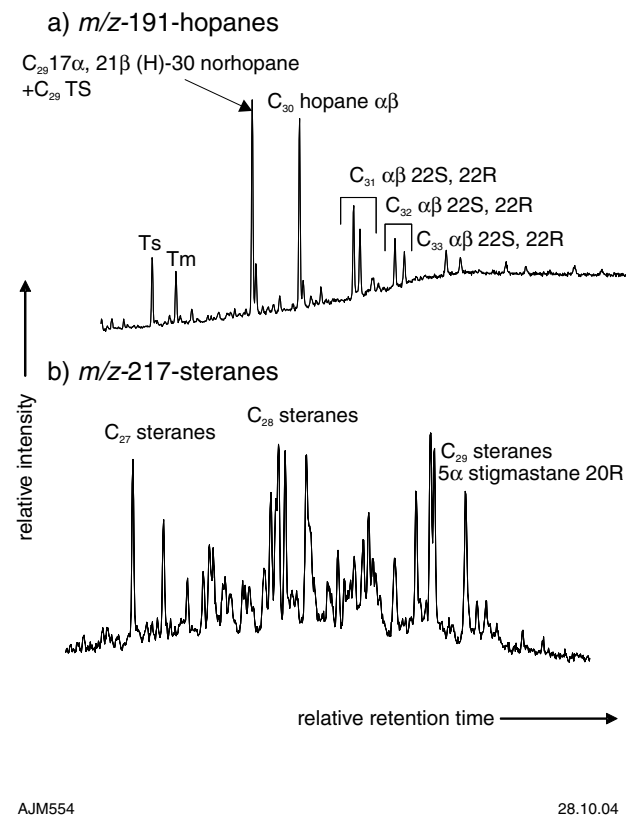 a) m/z-191-hopanes
C₂₉17α, 21β (H)-30 norhopane
+C₂₉ TS
C₃₀ hopane αβ
C₃₁ αβ 22S, 22R
C₃₂ αβ 22S, 22R
C₃₃ αβ 22S, 22R
Ts
Tm
b) m/z-217-steranes
C₂₇ steranes
C₂₈ steranes
C₂₉ steranes
5α stigmastane 20R
relative intensity
relative retention time
AJM554
28.10.04